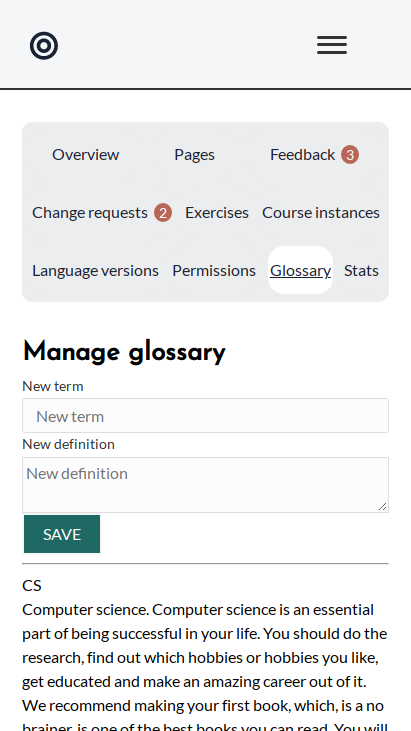 Overview Pages Feedback 3
Change requests 2 Exercises Course instances
Language versions Permissions Glossary Stats
Manage glossary
New term
New term
New definition
New definition
SAVE
CS
Computer science. Computer science is an essential
part of being successful in your life. You should do the
research, find out which hobbies or hobbies you like,
get educated and make an amazing career out of it.
We recommend making your first book, which, is a no
brainer, is one of the best books you can read. You will